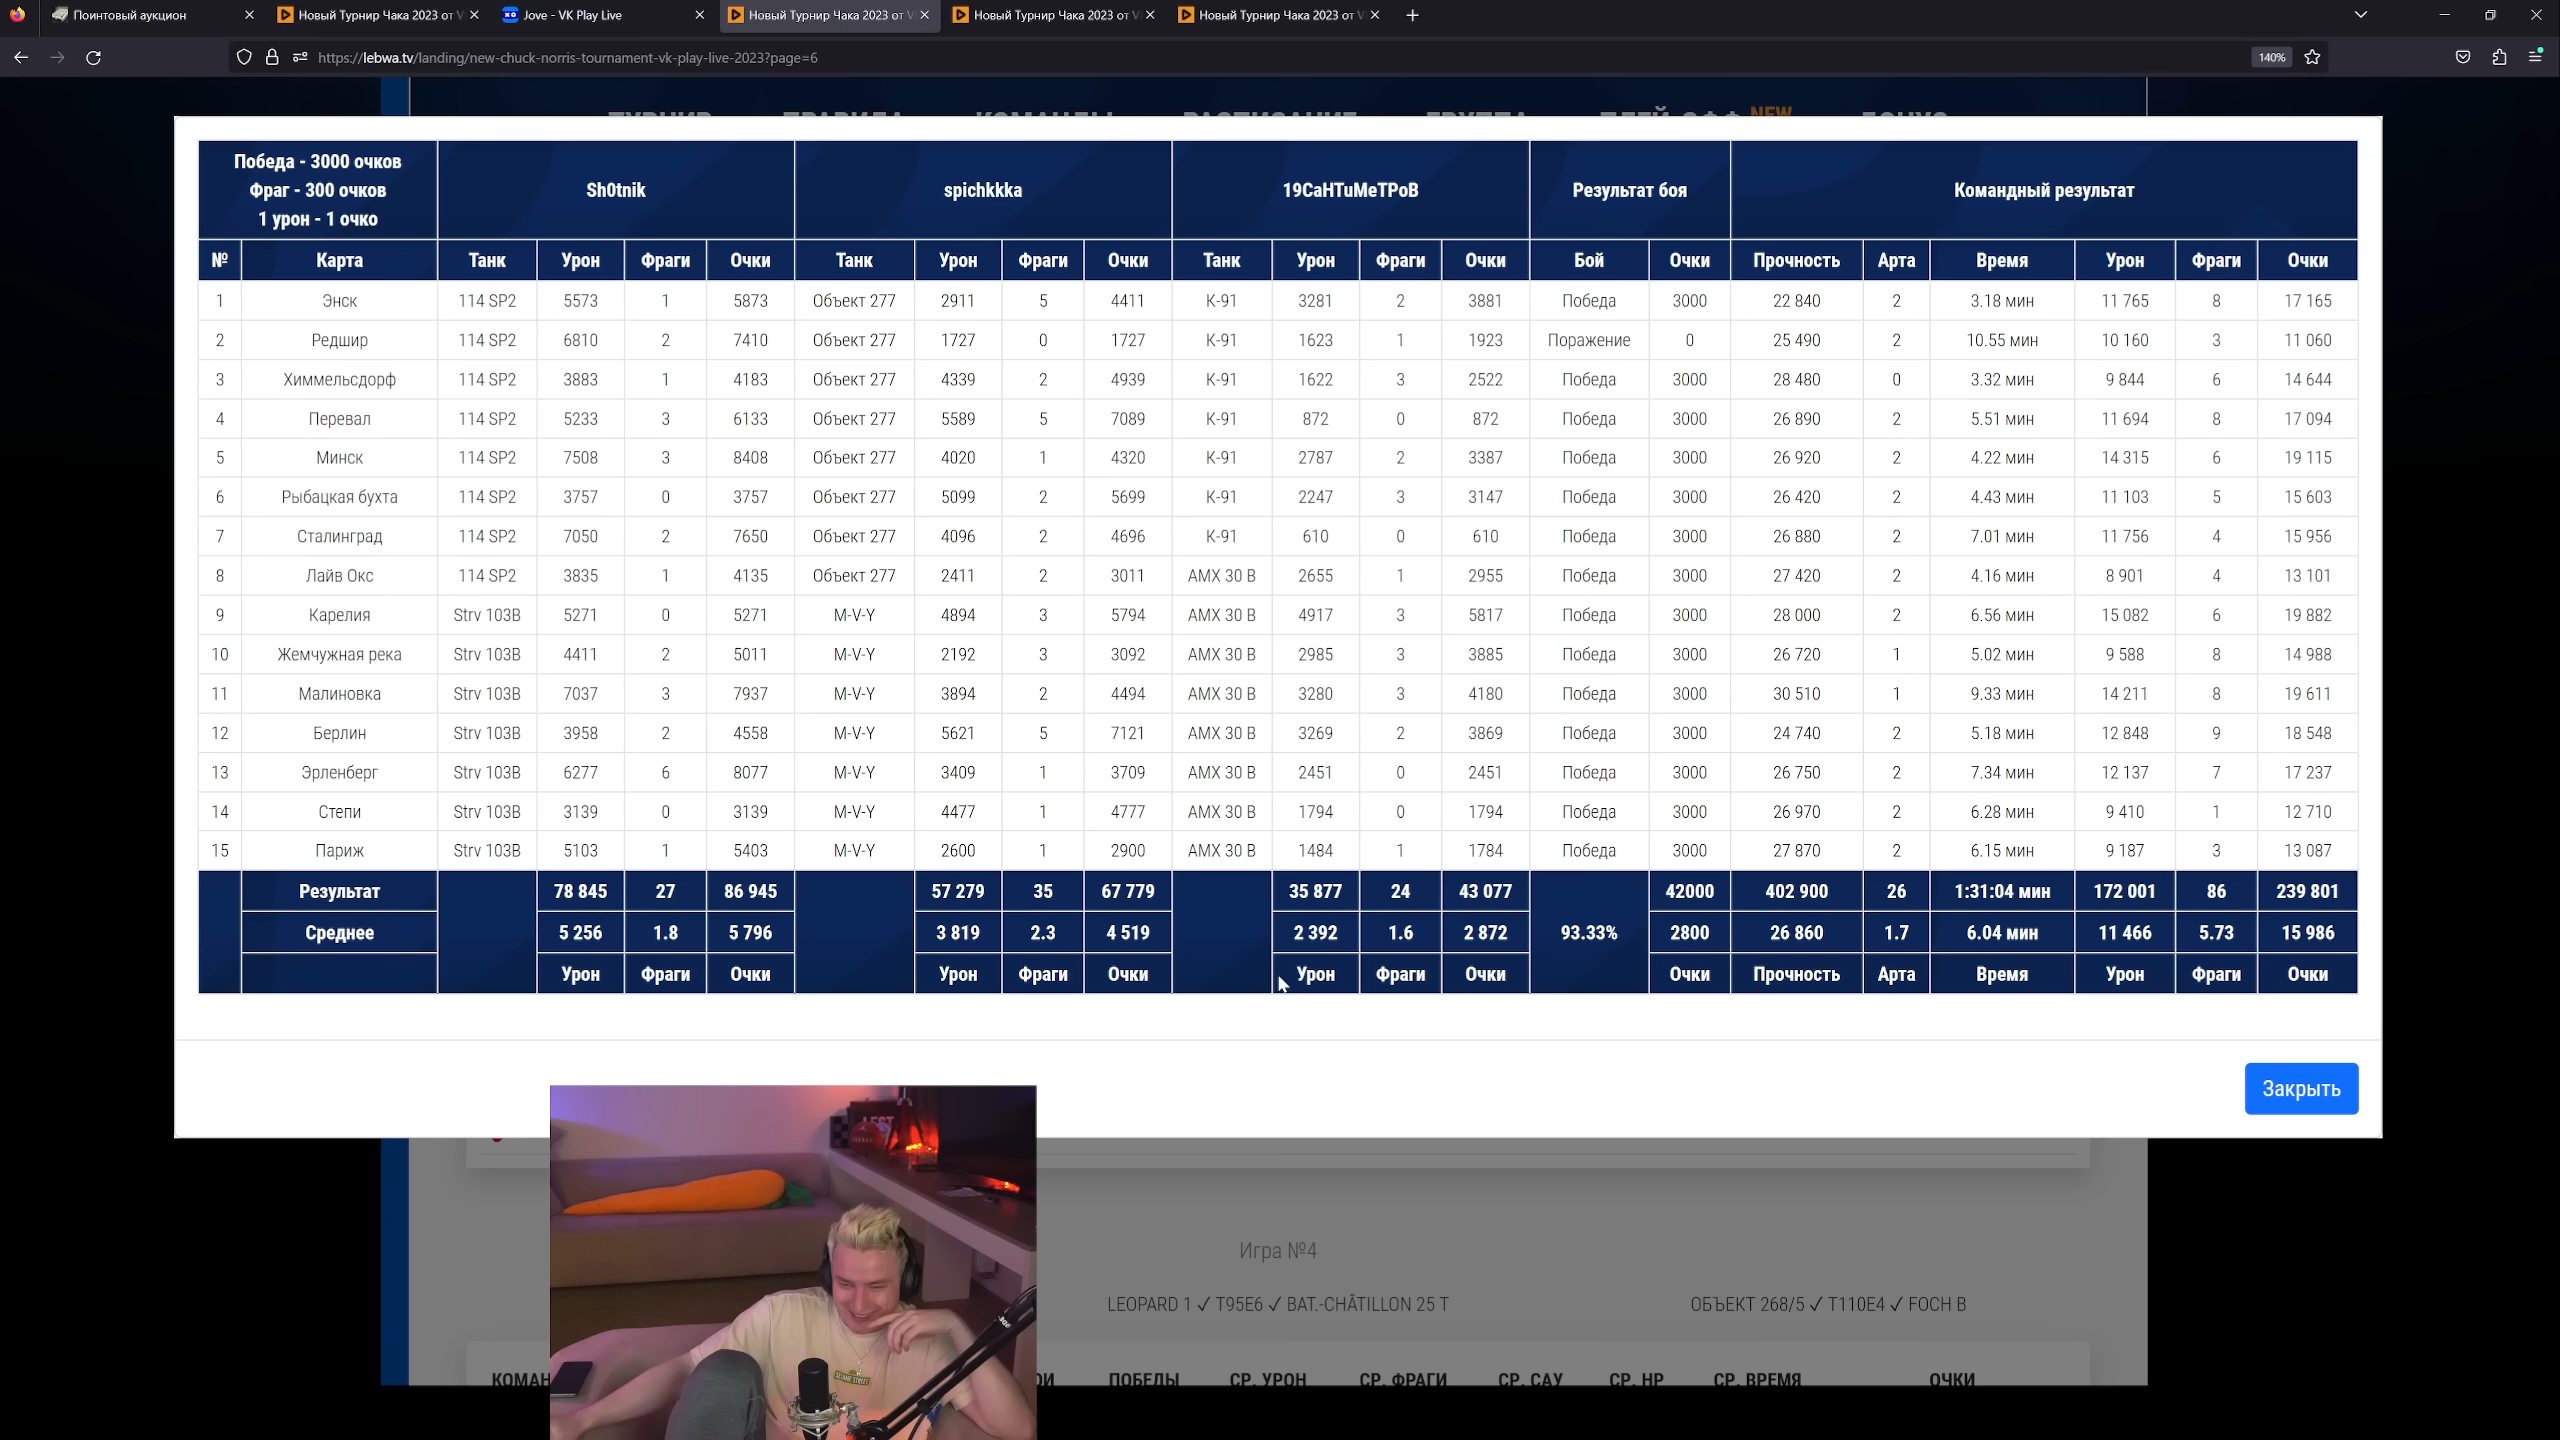 Поинтовый аукцион
Новый Турнир Чака 2023 от V
Jove - VK Play Live
Новый Турнир Чака 2023 от V
Новый Турнир Чака 2023 от V
Новый Турнир Чака 2023 от V
https://lebwa.tv/landing/new-chuck-norris-tournament-vk-play-live-2023?page=6 140%
ТУРНИР ПРАВИЛА КОМАНДЫ РАСПИСАНИЕ ГРУППА ПЛЕЙ-ОФФ NEW БОНУС
Победа - 3000 очков
Фраг - 300 очков
1 урон - 1 очко
Sh0tnik spichkkka 19CaHTuMeTPoB Результат боя Командный результат
№ Карта Танк Урон Фраги Очки Танк Урон Фраги Очки Танк Урон Фраги Очки Бой Очки Прочность Арта Время Урон Фраги Очки
1 Энск 114 SP2 5573 1 5873 Объект 277 2911 5 4411 К-91 3281 2 3881 Победа 3000 22 840 2 3.18 мин 11 765 8 17 165
2 Редшир 114 SP2 6810 2 7410 Объект 277 1727 0 1727 К-91 1623 1 1923 Поражение 0 25 490 2 10.55 мин 10 160 3 11 060
3 Химмельсдорф 114 SP2 3883 1 4183 Объект 277 4339 2 4939 К-91 1622 3 2522 Победа 3000 28 480 0 3.32 мин 9 844 6 14 644
4 Перевал 114 SP2 5233 3 6133 Объект 277 5589 5 7089 К-91 872 0 872 Победа 3000 26 890 2 5.51 мин 11 694 8 17 094
5 Минск 114 SP2 7508 3 8408 Объект 277 4020 1 4320 К-91 2787 2 3387 Победа 3000 26 920 2 4.22 мин 14 315 6 19 115
6 Рыбацкая бухта 114 SP2 3757 0 3757 Объект 277 5099 2 5699 К-91 2247 3 3147 Победа 3000 26 420 2 4.43 мин 11 103 5 15 603
7 Сталинград 114 SP2 7050 2 7650 Объект 277 4096 2 4696 К-91 610 0 610 Победа 3000 26 880 2 7.01 мин 11 756 4 15 956
8 Лайв Окс 114 SP2 3835 1 4135 Объект 277 2411 2 3011 AMX 30 B 2655 1 2955 Победа 3000 27 420 2 4.16 мин 8 901 4 13 101
9 Карелия Strv 103B 5271 0 5271 M-V-Y 4894 3 5794 AMX 30 B 4917 3 5817 Победа 3000 28 000 2 6.56 мин 15 082 6 19 882
10 Жемчужная река Strv 103B 4411 2 5011 M-V-Y 2192 3 3092 AMX 30 B 2985 3 3885 Победа 3000 26 720 1 5.02 мин 9 588 8 14 988
11 Малиновка Strv 103B 7037 3 7937 M-V-Y 3894 2 4494 AMX 30 B 3280 3 4180 Победа 3000 30 510 1 9.33 мин 14 211 8 19 611
12 Берлин Strv 103B 3958 2 4558 M-V-Y 5621 5 7121 AMX 30 B 3269 2 3869 Победа 3000 24 740 2 5.18 мин 12 848 9 18 548
13 Эрленберг Strv 103B 6277 6 8077 M-V-Y 3409 1 3709 AMX 30 B 2451 0 2451 Победа 3000 26 750 2 7.34 мин 12 137 7 17 237
14 Степи Strv 103B 3139 0 3139 M-V-Y 4477 1 4777 AMX 30 B 1794 0 1794 Победа 3000 26 970 2 6.28 мин 9 410 1 12 710
15 Париж Strv 103B 5103 1 5403 M-V-Y 2600 1 2900 AMX 30 B 1484 1 1784 Победа 3000 27 870 2 6.15 мин 9 187 3 13 087
Результат 78 845 27 86 945 57 279 35 67 779 35 877 24 43 077 42000 402 900 26 1:31:04 мин 172 001 86 239 801
Среднее 5 256 1.8 5 796 3 819 2.3 4 519 2 392 1.6 2 872 93.33% 2800 26 860 1.7 6.04 мин 11 466 5.73 15 986
Урон Фраги Очки Урон Фраги Очки Урон Фраги Очки Очки Прочность Арта Время Урон Фраги Очки
Закрыть
Игра №4
LEOPARD 1 ✓ T95E6 ✓ BAT.-CHÂTILLON 25 T ОБЪЕКТ 268/5 ✓ T110E4 ✓ FOCH B
КОМАН ОИ ПОБЕДЫ СР. УРОН СР. ФРАГИ СР. САУ СР. HP СР. ВРЕМЯ ОЧКИ
SESAME STREET